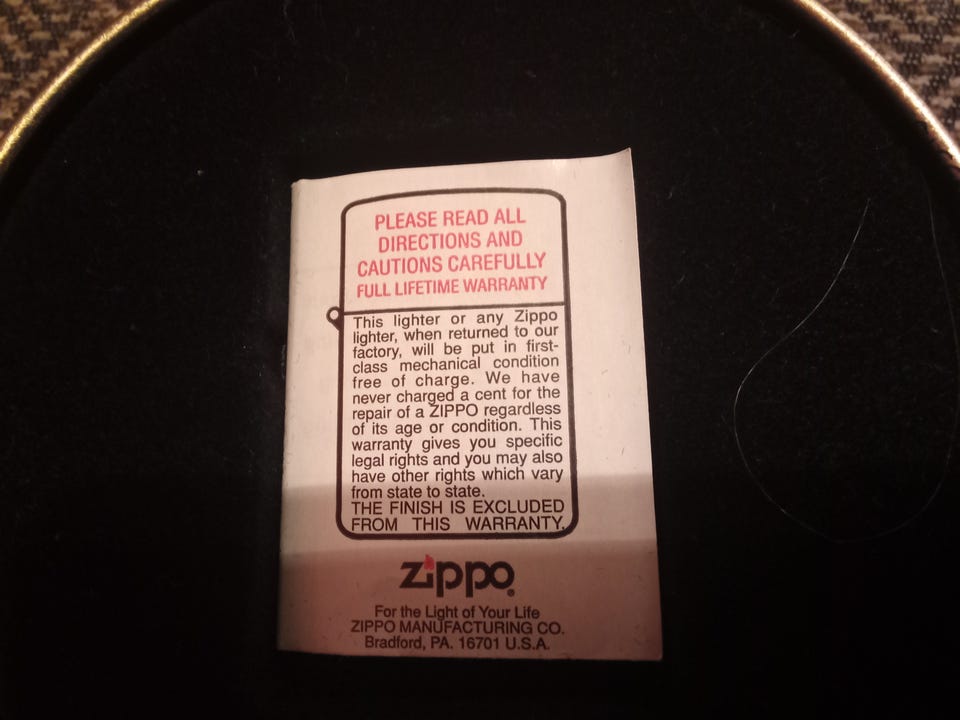 PLEASE READ ALL
DIRECTIONS AND
CAUTIONS CAREFULLY
FULL LIFETIME WARRANTY
This lighter or any Zippo
lighter, when returned to our
factory, will be put in first-
class mechanical condition
free of charge. We have
never charged a cent for the
repair of a ZIPPO regardless
of its age or condition. This
warranty gives you specific
legal rights and you may also
have other rights which vary
from state to state.
THE FINISH IS EXCLUDED
FROM THIS WARRANTY.
Zippo®
For the Light of Your Life
ZIPPO MANUFACTURING CO.
Bradford, PA. 16701 U.S.A.